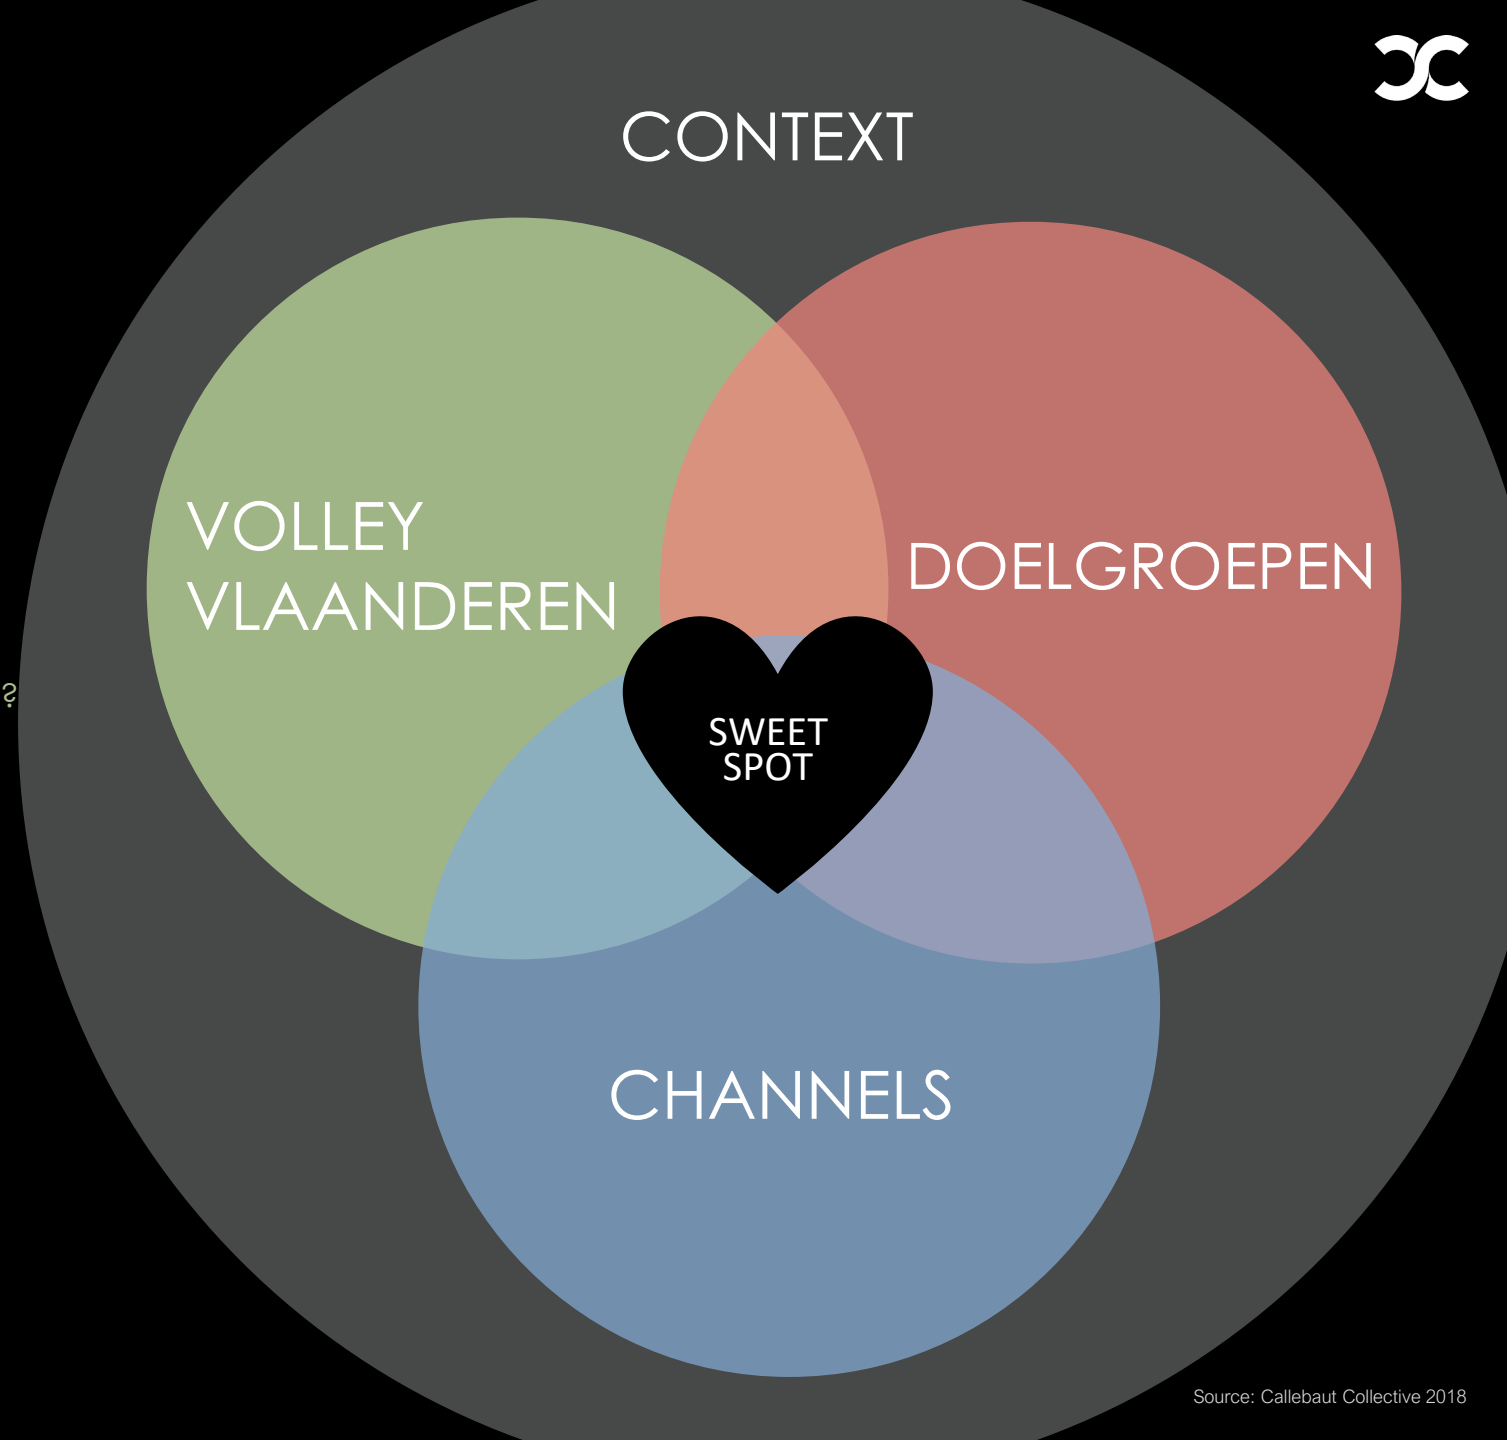 CONTEXT
VOLLEY
VLAANDEREN
DOELGROEPEN
?
SWEET
SPOT
CHANNELS
Source: Callebaut Collective 2018